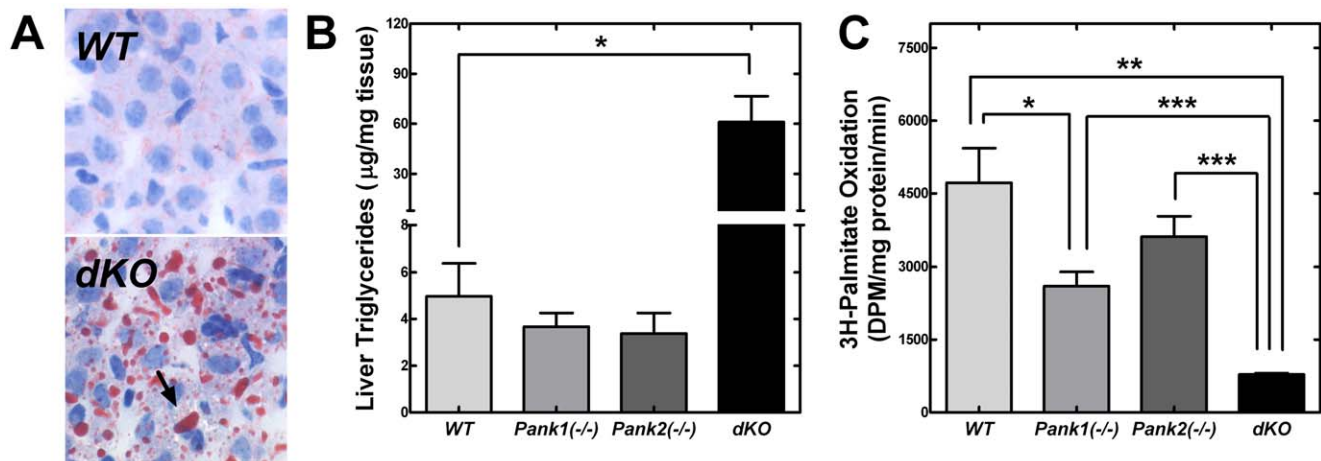 A
WT
dKO
B
Liver Triglycerides (μg/mg tissue)
120
90
60
30
8
6
4
2
0
*
WT
Pank1(-/-)
Pank2(-/-)
dKO
C
3H-Palmitate Oxidation
(DPM/mg protein/min)
7500
6000
4500
3000
1500
0
**
*
***
***
WT
Pank1(-/-)
Pank2(-/-)
dKO